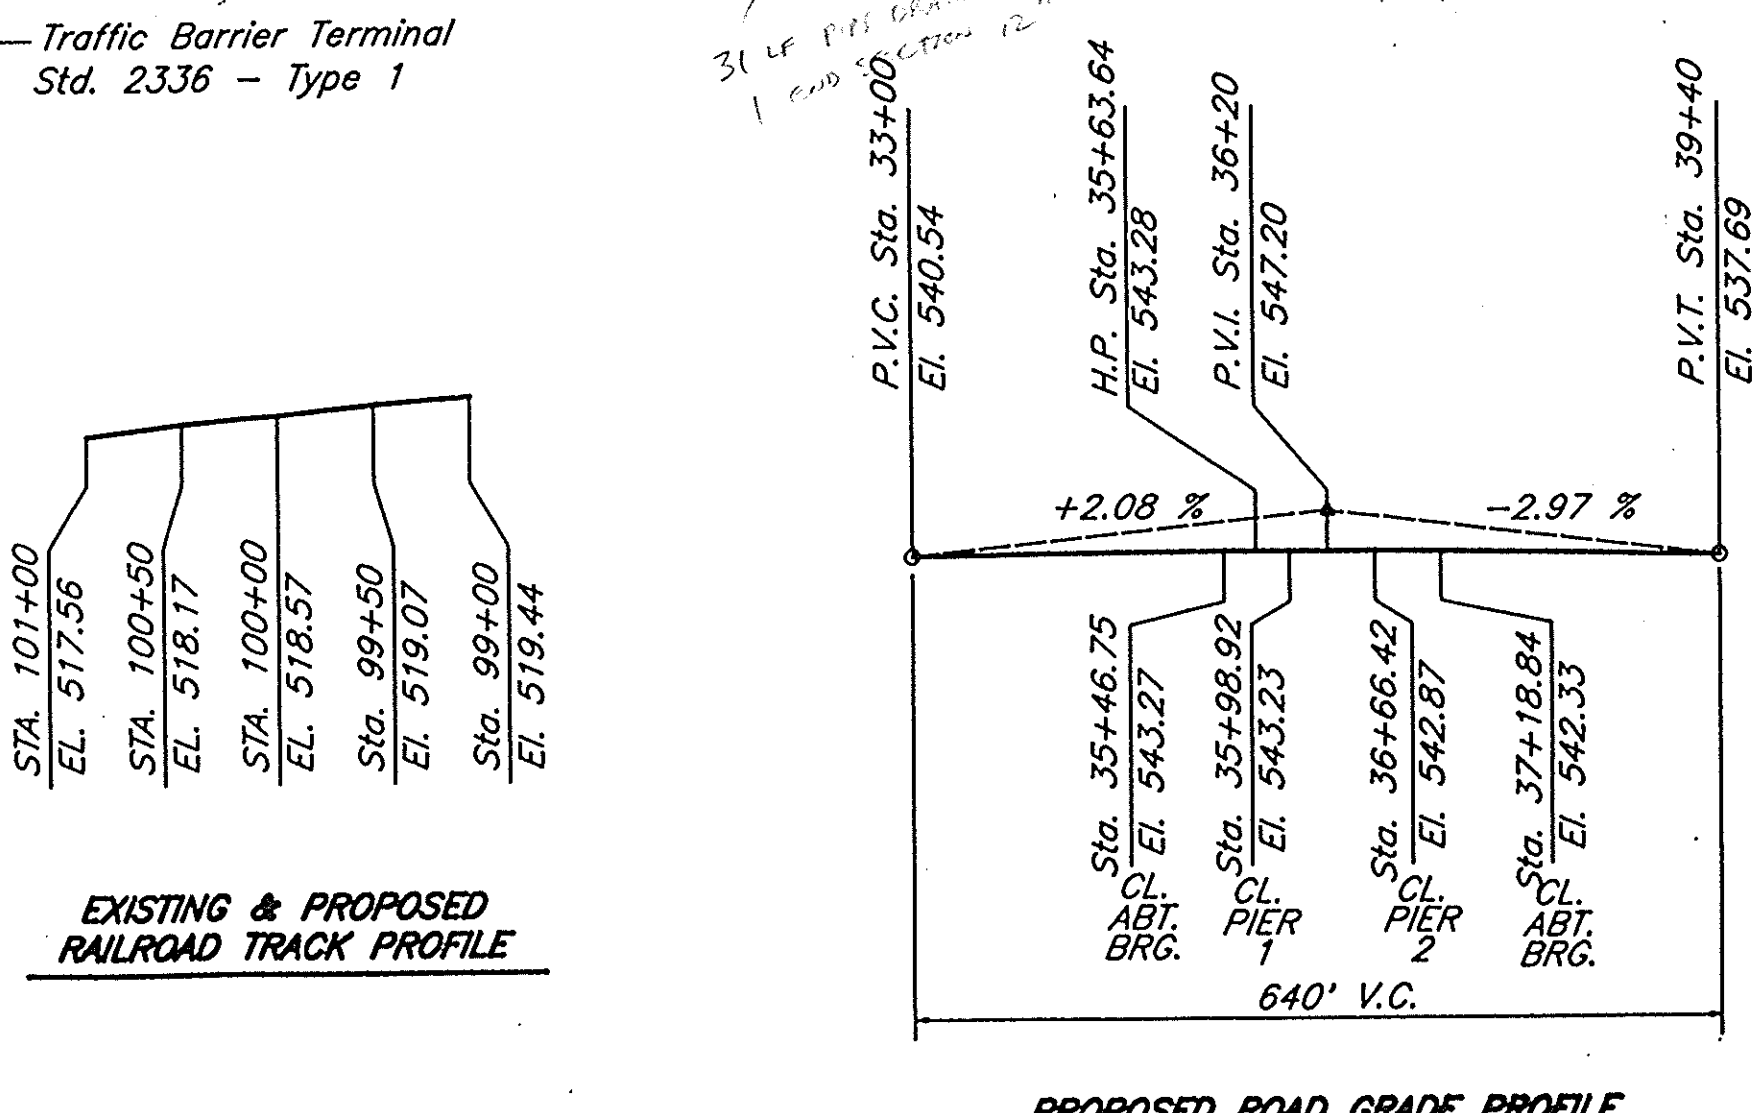 Traffic Barrier Terminal
Std. 2336 - Type 1
31 LF PIPE
1 END SECTION 12
P.V.C. Sta. 33+00
El. 540.54
H.P. Sta. 35+63.64
El. 543.28
P.V.I. Sta. 36+20
El. 547.20
P.V.T. Sta. 39+40
El. 537.69
+2.08 %
-2.97 %
STA. 101+00
EL. 517.56
STA. 100+50
EL. 518.17
STA. 100+00
EL. 518.57
Sta. 99+50
El. 519.07
Sta. 99+00
El. 519.44
EXISTING & PROPOSED
RAILROAD TRACK PROFILE
Sta. 35+46.75
El. 543.27
CL.
ABT.
BRG.
Sta. 35+98.92
El. 543.23
CL.
PIER
1
Sta. 36+66.42
El. 542.87
CL.
PIER
2
Sta. 37+18.84
El. 542.33
CL.
ABT.
BRG.
640' V.C.
PROPOSED ROAD GRADE PROFILE